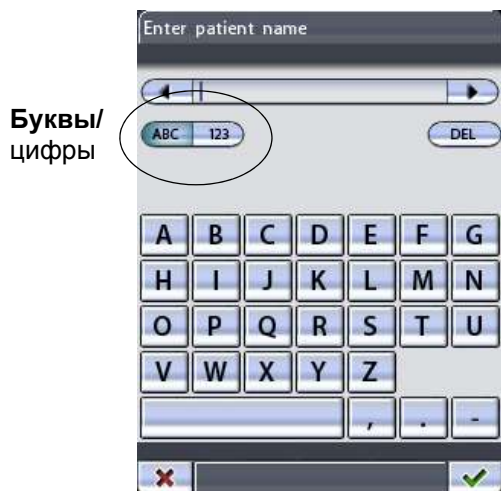 Enter patient name
Буквы/
цифры
ABC 123 DEL
A B C D E F G
H I J K L M N
O P Q R S T U
V W X Y Z
, . -